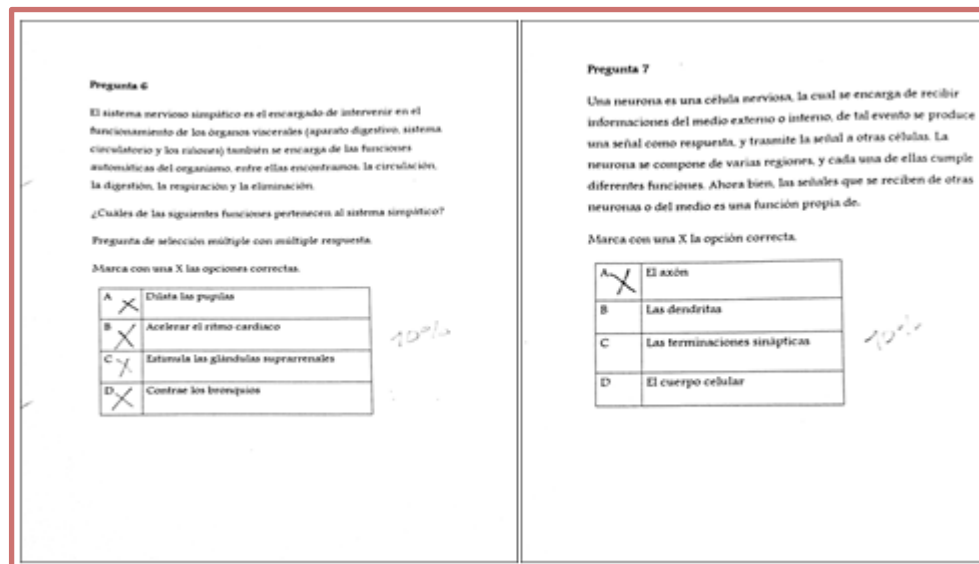 Pregunta 6
El sistema nervioso simpático es el encargado de intervenir en el
funcionamiento de los órganos viscerales (aparato digestivo, sistema
circulatorio y los riñones) también se encarga de las funciones
automáticas del organismo, entre ellas encontramos, la circulación,
la digestión, la respiración y la eliminación.
¿Cuáles de las siguientes funciones pertenecen al sistema simpático?
Pregunta de selección múltiple con múltiple respuesta.
Marca con una X las opciones correctas.
A X Dilata las pupilas
B X Acelerar el ritmo cardiaco
C X Estimula las glándulas suprarrenales
D X Contrae los bronquios
10%
Pregunta 7
Una neurona es una célula nerviosa, la cual se encarga de recibir
informaciones del medio externo o interno, de tal evento se produce
una señal como respuesta, y trasmite la señal a otras células. La
neurona se compone de varias regiones, y cada una de ellas cumple
diferentes funciones. Ahora bien, las señales que se reciben de otras
neuronas o del medio es una función propia de.
Marca con una X la opción correcta.
A X El axón
B Las dendritas
C Las terminaciones sinápticas
D El cuerpo celular
10%